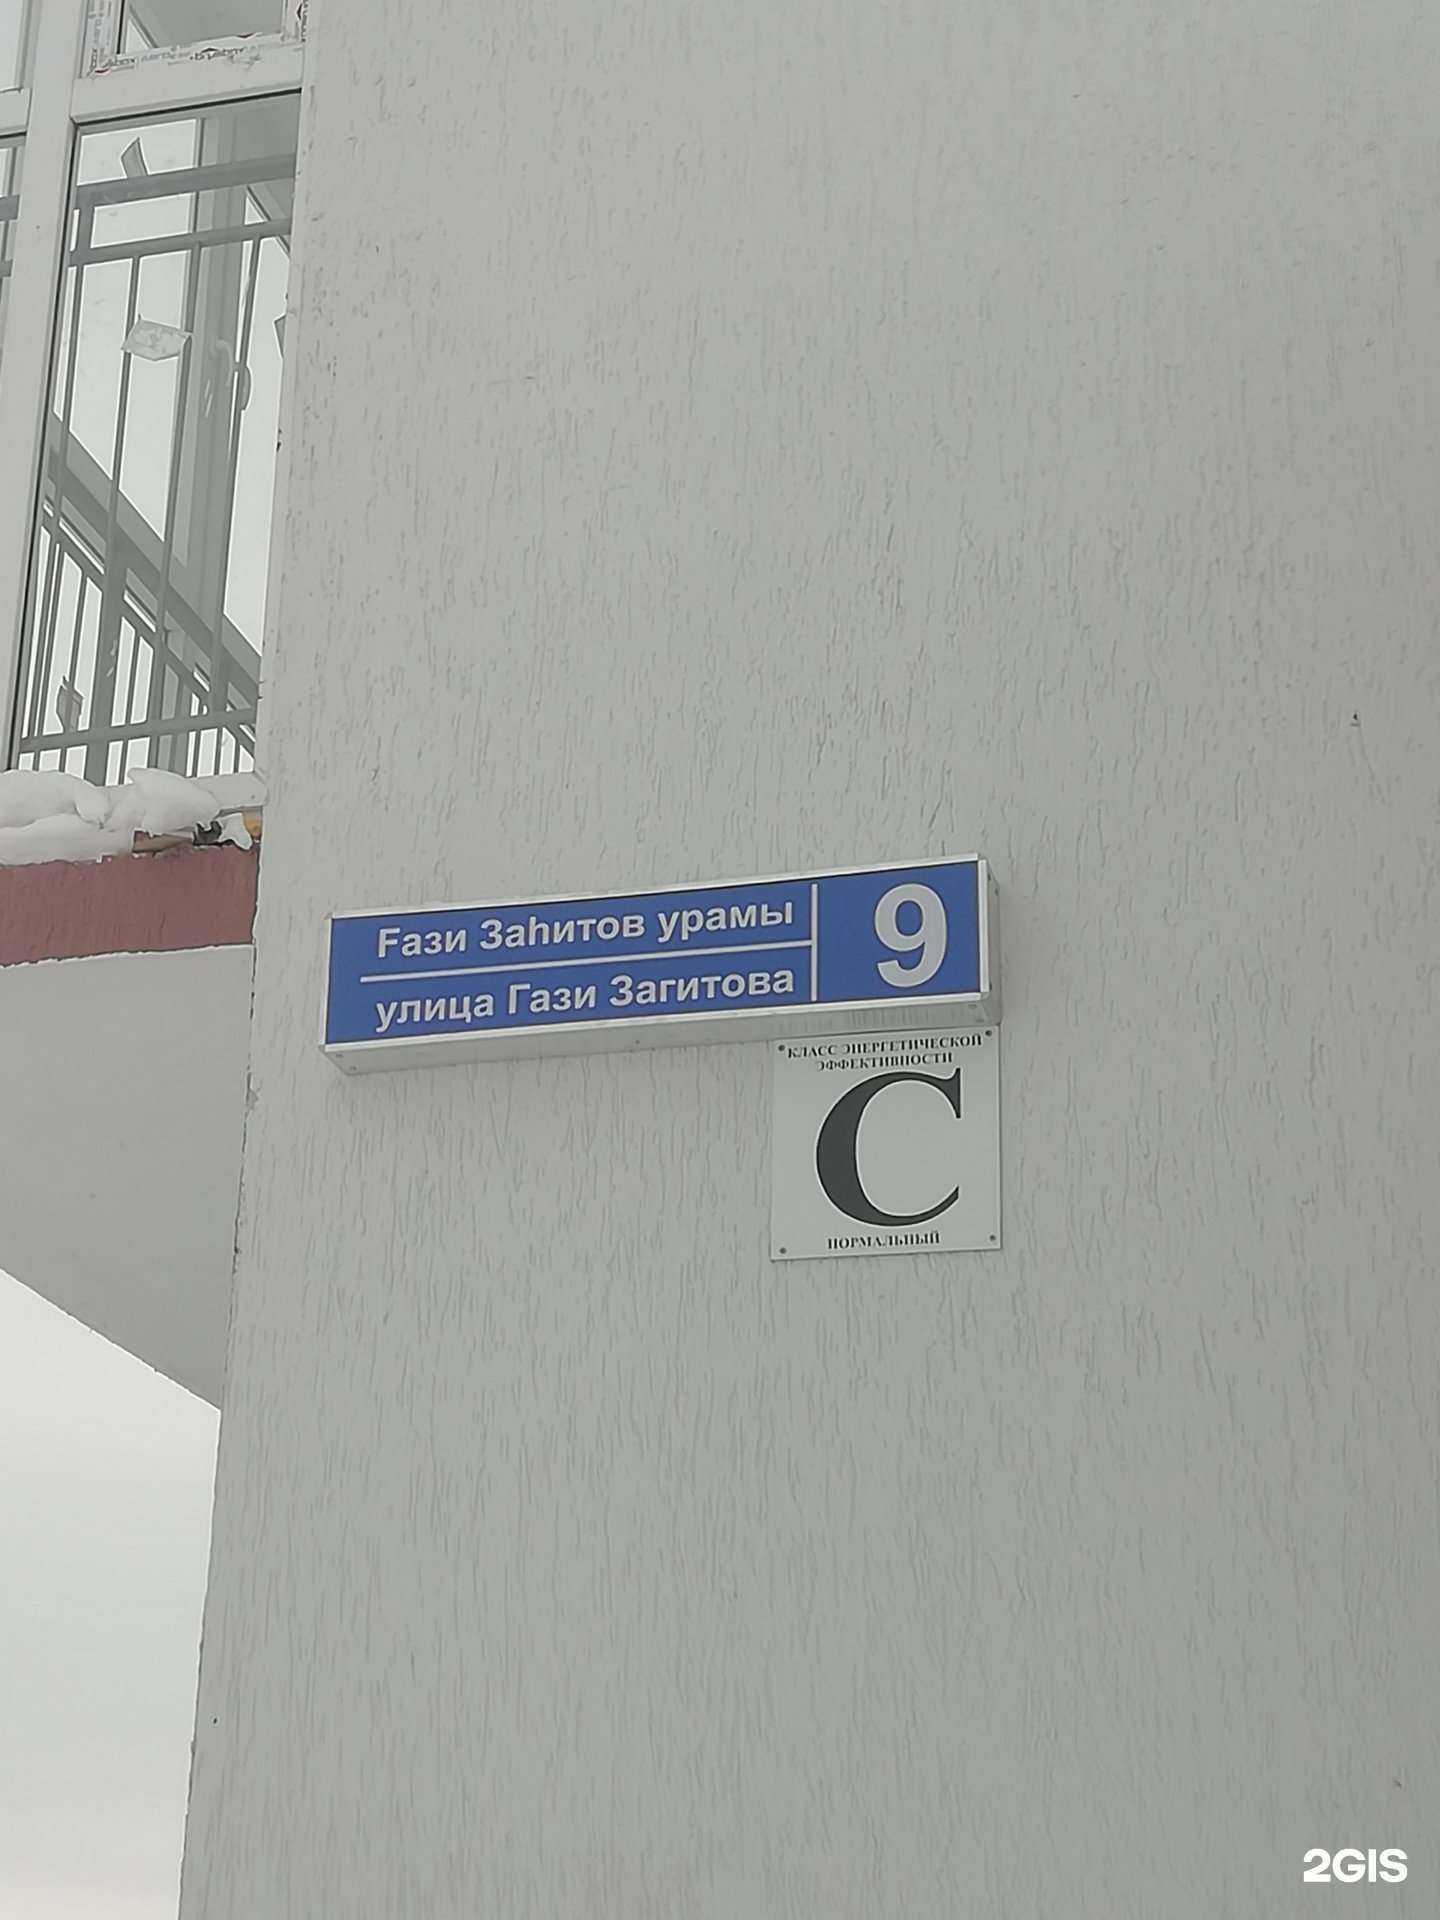 Ғази Заһитов урамы
улица Гази Загитова
9
КЛАСС ЭНЕРГЕТИЧЕСКОЙ
ЭФФЕКТИВНОСТИ
C
НОРМАЛЬНЫЙ
2GIS